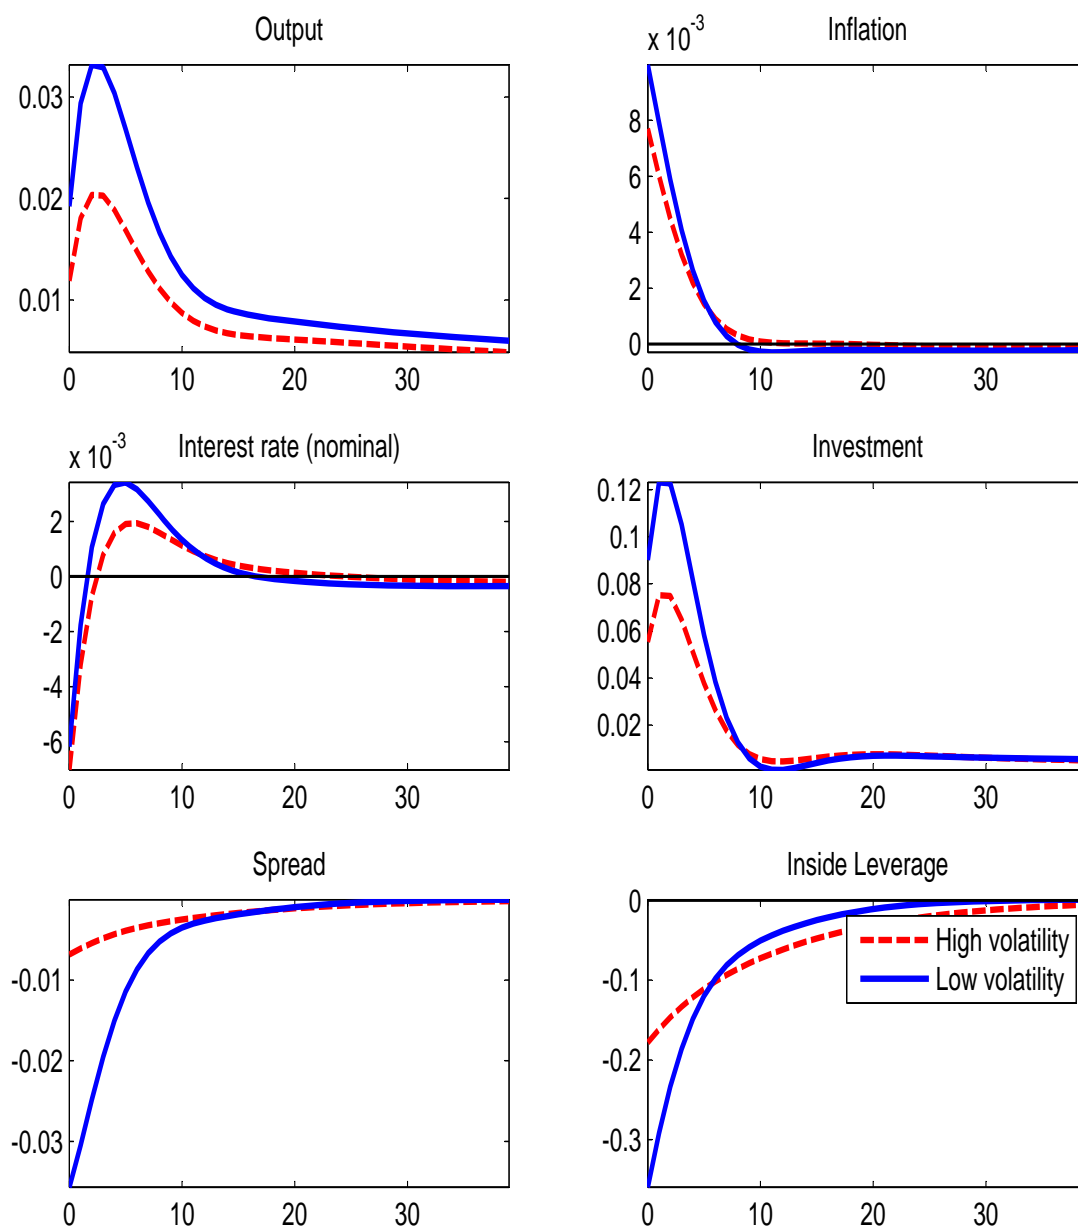 Output
0.03
0.02
0.01
0 10 20 30
Inflation
x 10^-3
8
6
4
2
0
0 10 20 30
Interest rate (nominal)
x 10^-3
2
0
-2
-4
-6
0 10 20 30
Investment
0.12
0.1
0.08
0.06
0.04
0.02
0 10 20 30
Spread
-0.01
-0.02
-0.03
0 10 20 30
Inside Leverage
0
-0.1
-0.2
-0.3
0 10 20 30
High volatility
Low volatility